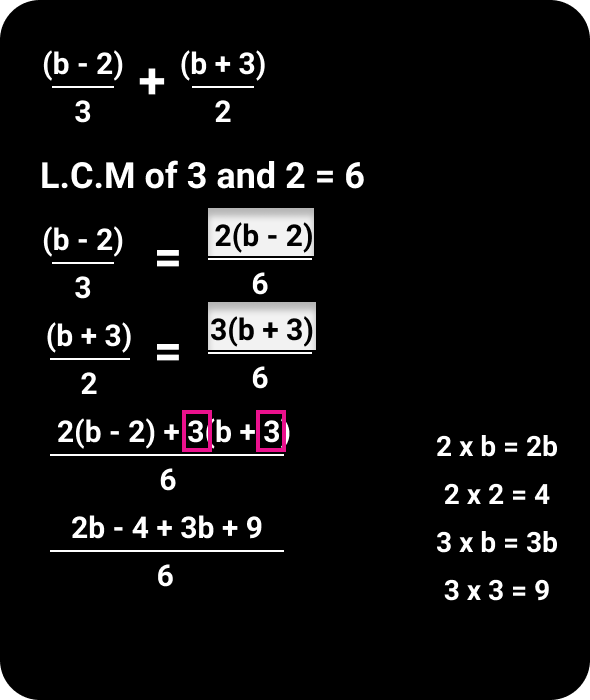 (b - 2) + (b + 3)
3 2
L.C.M of 3 and 2 = 6
(b - 2) = 2(b - 2)
3 6
(b + 3) = 3(b + 3)
2 6
2(b - 2) + 3(b + 3)
6
2b - 4 + 3b + 9
6
2 x b = 2b
2 x 2 = 4
3 x b = 3b
3 x 3 = 9